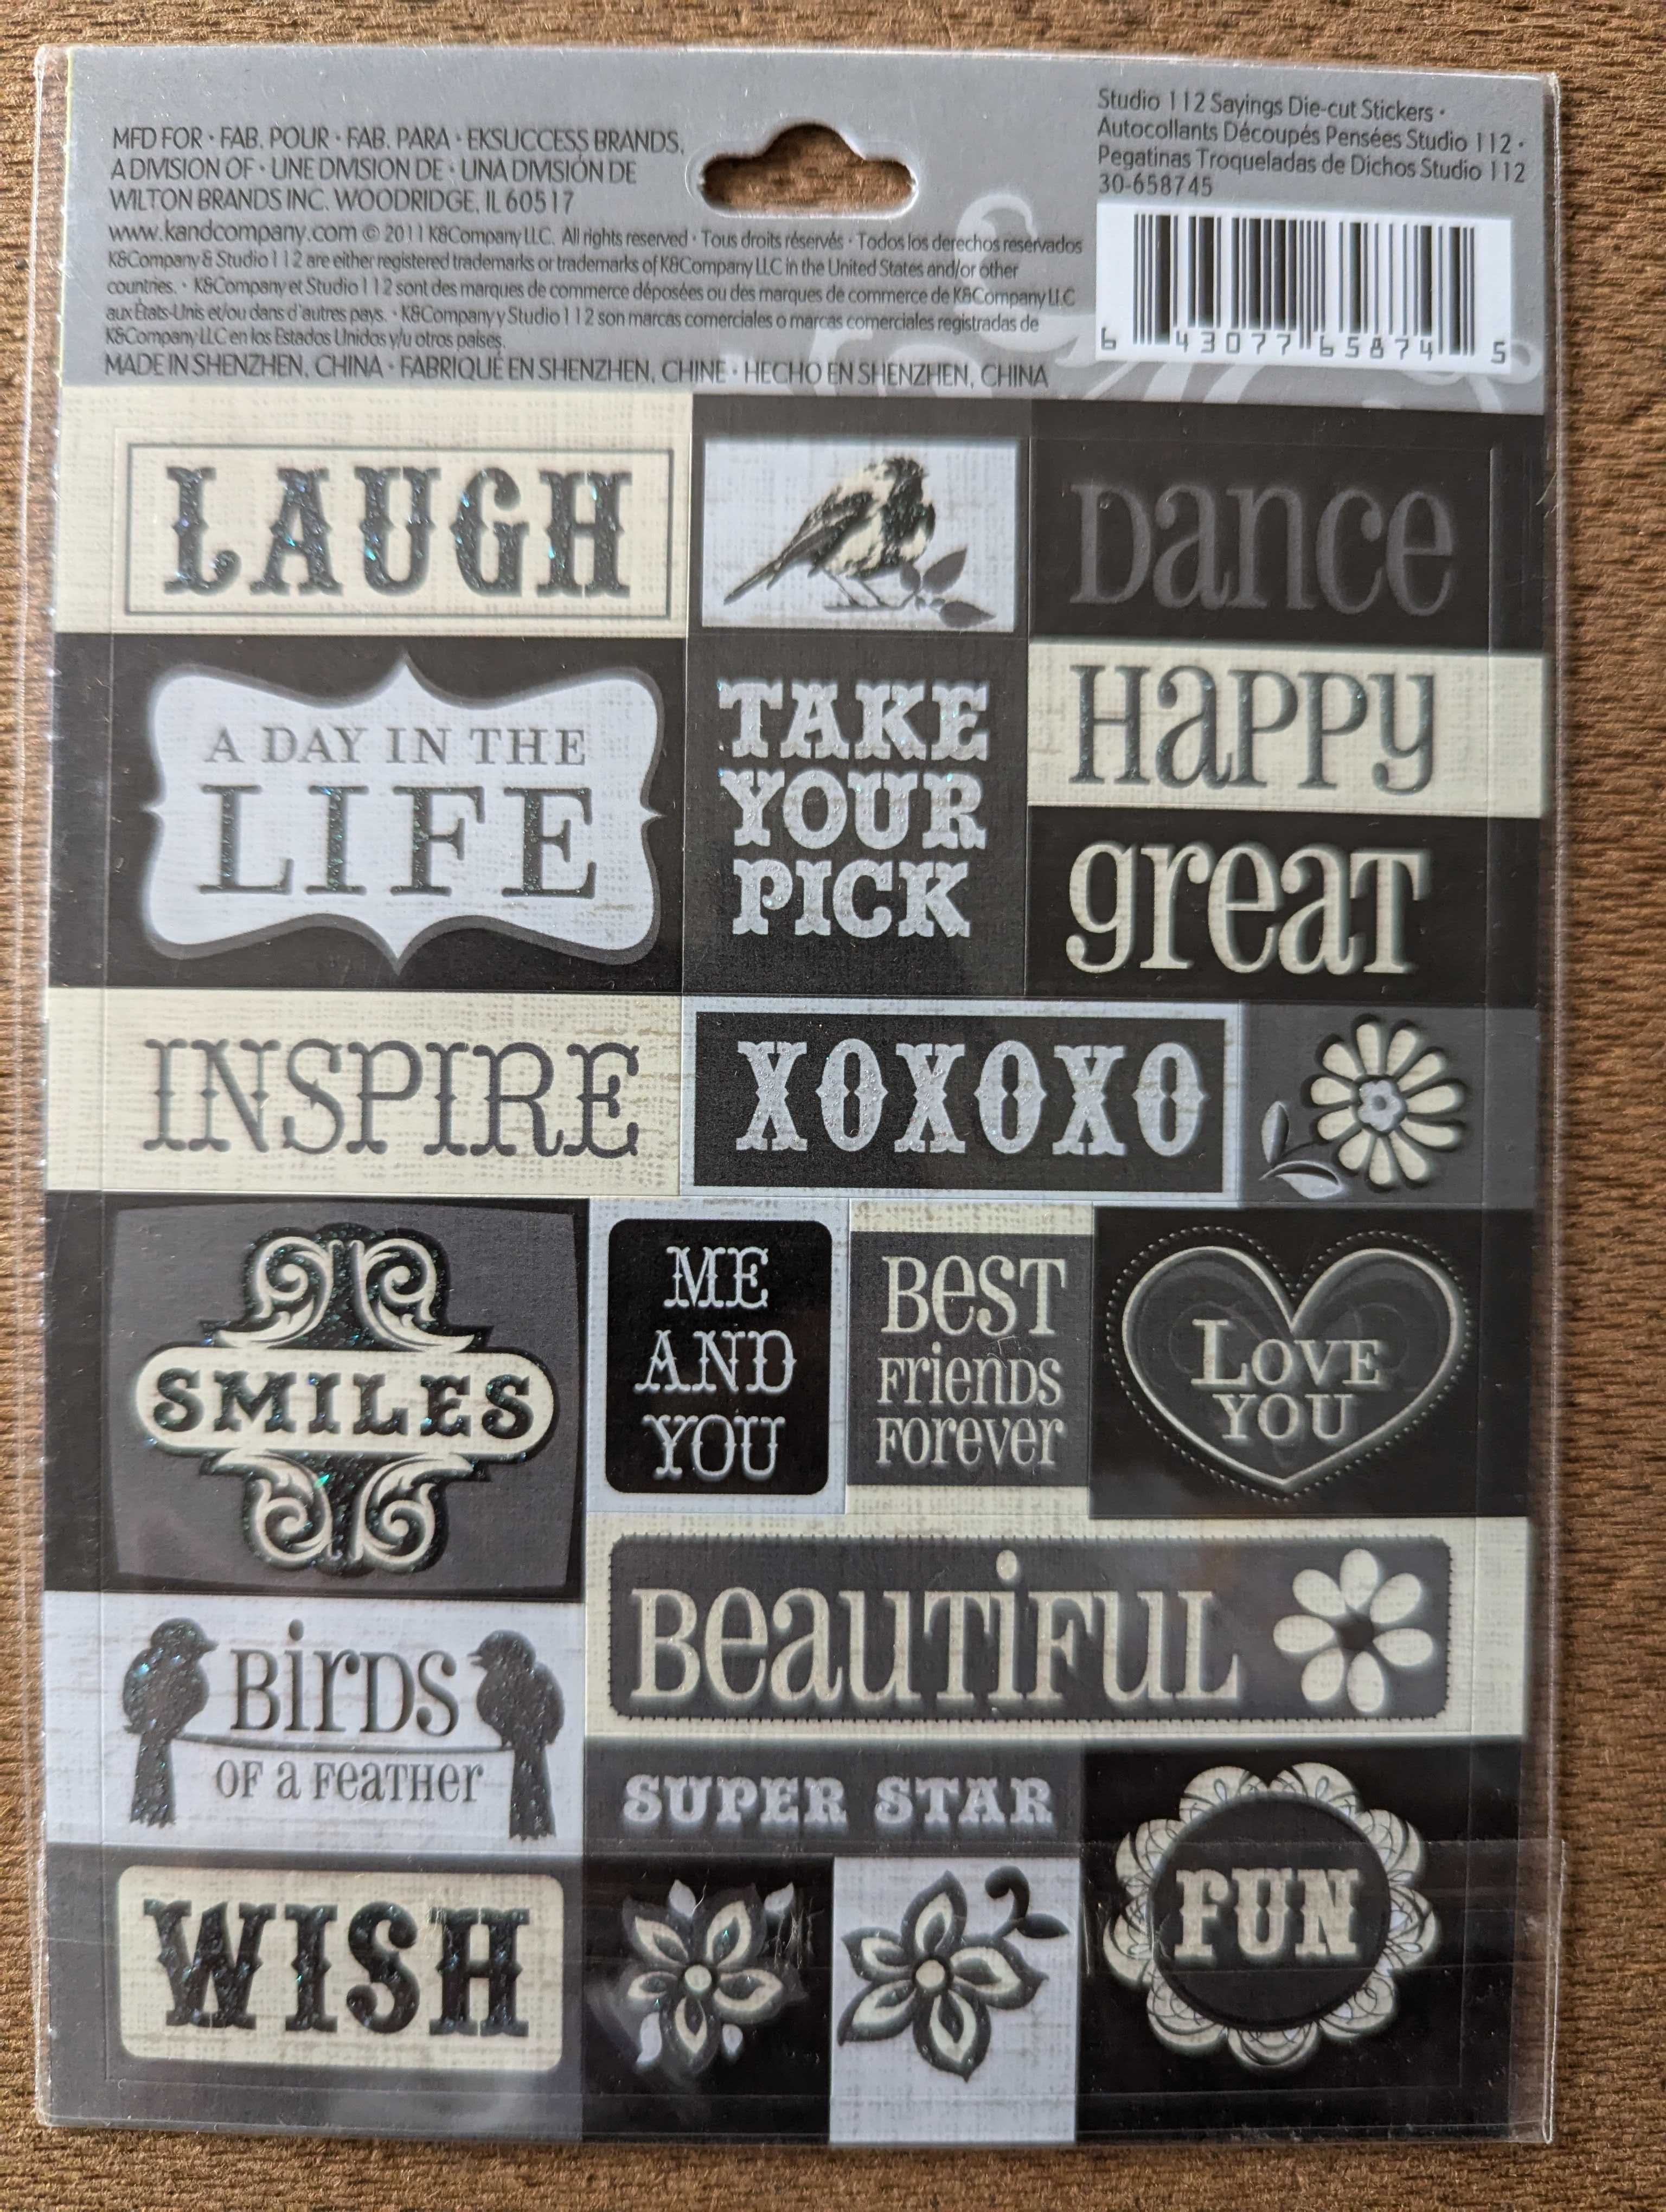 MFD FOR • FAB. POUR • FAB. PARA • EKSUCCESS BRANDS,
A DIVISION OF • UNE DIVISION DE • UNA DIVISIÓN DE
WILTON BRANDS INC. WOODRIDGE, IL 60517
www.kandcompany.com © 2011 K&Company LLC. All rights reserved • Tous droits réservés • Todos los derechos reservados
K&Company & Studio 112 are either registered trademarks or trademarks of K&Company LLC in the United States and/or other
countries. • K&Company et Studio 112 sont des marques de commerce déposées ou des marques de commerce de K&Company LLC
aux États-Unis et/ou dans d'autres pays. • K&Company y Studio 112 son marcas comerciales o marcas comerciales registradas de
K&Company LLC en los Estados Unidos y/u otros países.
MADE IN SHENZHEN, CHINA • FABRIQUÉ EN SHENZHEN, CHINE • HECHO EN SHENZHEN, CHINA
Studio 112 Sayings Die-cut Stickers •
Autocollants Découpés Pensées Studio 112 •
Pegatinas Troqueladas de Dichos Studio 112
30-658745
6 43077 65874 5
LAUGH
Dance
A DAY IN THE
LIFE
TAKE
YOUR
PICK
Happy
great
INSPIRE
XOXOXO
SMILES
ME
AND
YOU
Best
Friends
Forever
LOVE
YOU
Beautiful
Birds
of a Feather
SUPER STAR
WISH
FUN